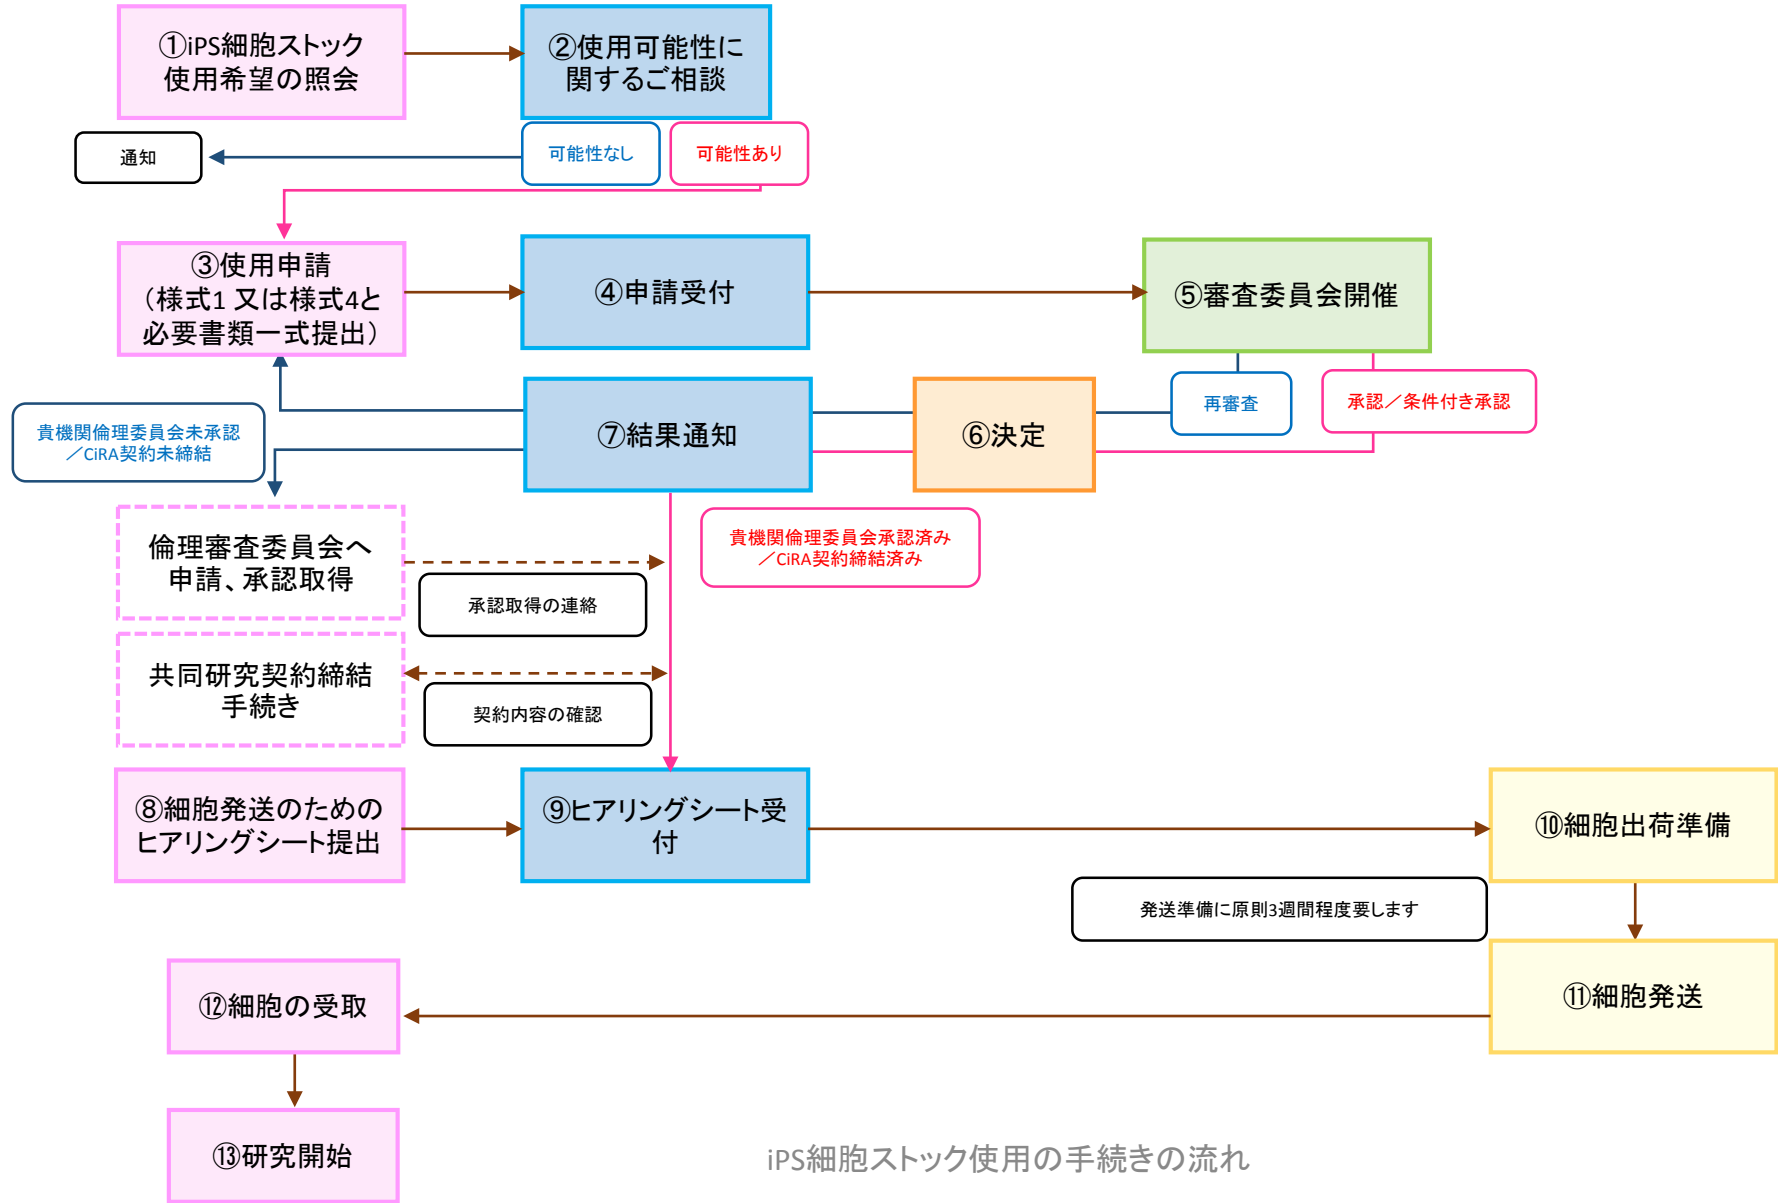 ①iPS細胞ストック
使用希望の照会
②使用可能性に
関するご相談
通知
可能性なし
可能性あり
③使用申請
（様式1 又は様式4と
必要書類一式提出）
④申請受付
⑤審査委員会開催
貴機関倫理委員会未承認
／CiRA契約未締結
⑦結果通知
⑥決定
再審査
承認／条件付き承認
倫理審査委員会へ
申請、承認取得
承認取得の連絡
貴機関倫理委員会承認済み
／CiRA契約締結済み
共同研究契約締結
手続き
契約内容の確認
⑧細胞発送のための
ヒアリングシート提出
⑨ヒアリングシート受
付
⑩細胞出荷準備
発送準備に原則3週間程度要します
⑪細胞発送
⑫細胞の受取
⑬研究開始
iPS細胞ストック使用の手続きの流れ